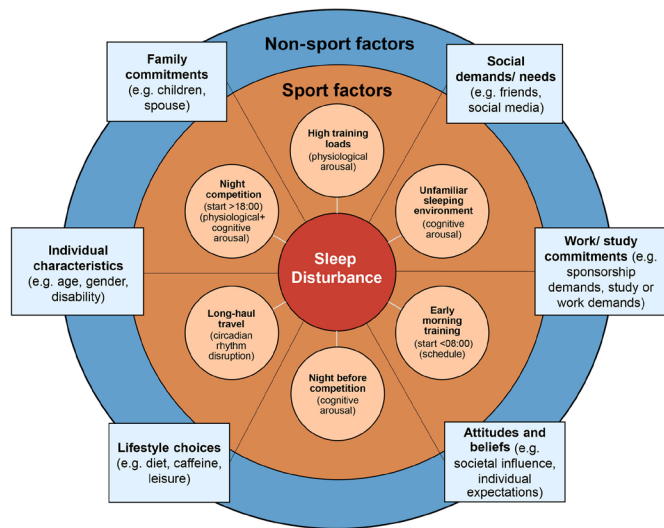 Non-sport factors
Family
commitments
(e.g. children,
spouse)
Social
demands/ needs
(e.g. friends,
social media)
Sport factors
High training
loads
(physiological
arousal)
Night
competition
(start >18:00)
(physiological+
cognitive
arousal)
Unfamiliar
sleeping
environment
(cognitive
arousal)
Individual
characteristics
(e.g. age, gender,
disability)
Sleep
Disturbance
Work/ study
commitments (e.g.
sponsorship
demands, study or
work demands)
Long-haul
travel
(circadian
rhythm
disruption)
Early
morning
training
(start <08:00)
(schedule)
Night before
competition
(cognitive
arousal)
Lifestyle choices
(e.g. diet, caffeine,
leisure)
Attitudes and
beliefs (e.g.
societal influence,
individual
expectations)